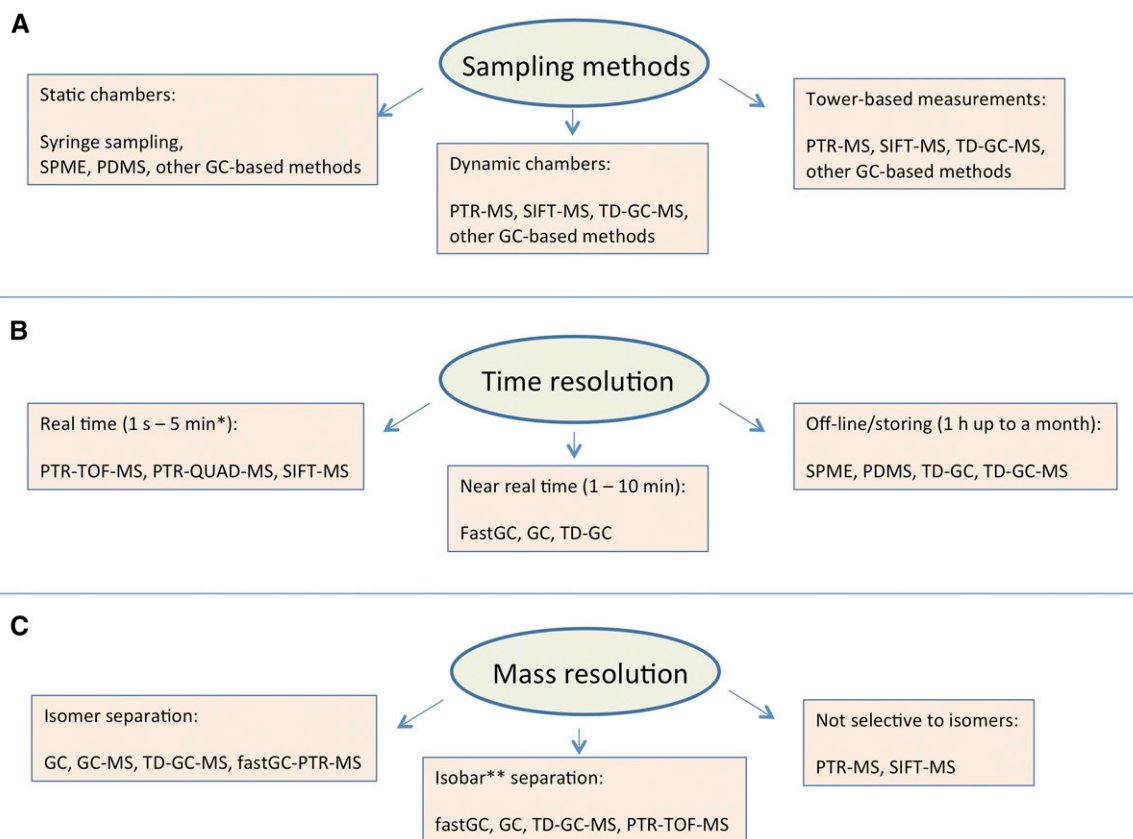 A
Sampling methods
Static chambers:
Syringe sampling,
SPME, PDMS, other GC-based methods
Dynamic chambers:
PTR-MS, SIFT-MS, TD-GC-MS,
other GC-based methods
Tower-based measurements:
PTR-MS, SIFT-MS, TD-GC-MS,
other GC-based methods
B
Time resolution
Real time (1 s – 5 min*):
PTR-TOF-MS, PTR-QUAD-MS, SIFT-MS
Near real time (1 – 10 min):
FastGC, GC, TD-GC
Off-line/storing (1 h up to a month):
SPME, PDMS, TD-GC, TD-GC-MS
C
Mass resolution
Isomer separation:
GC, GC-MS, TD-GC-MS, fastGC-PTR-MS
Isobar** separation:
fastGC, GC, TD-GC-MS, PTR-TOF-MS
Not selective to isomers:
PTR-MS, SIFT-MS